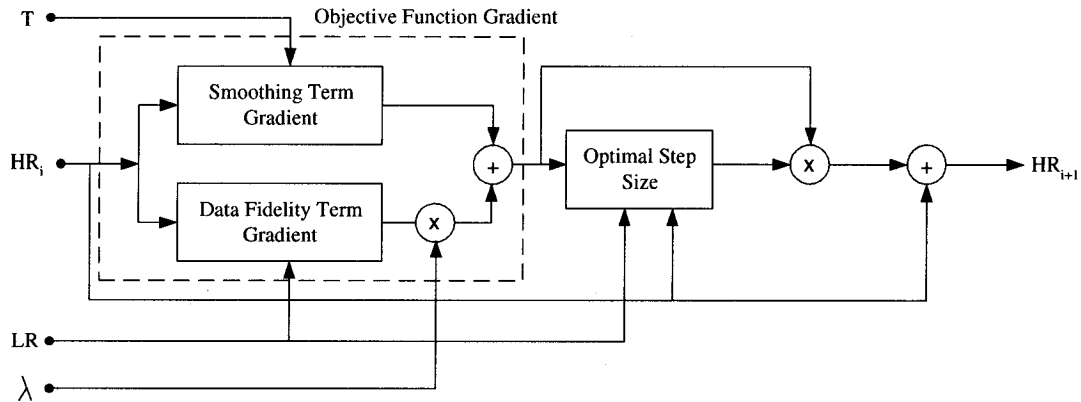 T
Objective Function Gradient
Smoothing Term
Gradient
HR_i
+
Optimal Step
Size
x
+
HR_{i+1}
Data Fidelity Term
Gradient
x
LR
λ